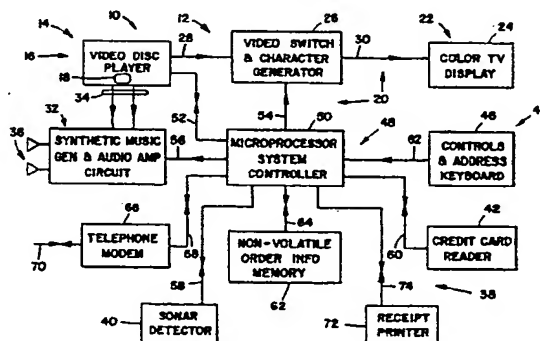 10
12
26
22
14
28
30
24
16
VIDEO DISC
PLAYER
VIDEO SWITCH
& CHARACTER
GENERATOR
COLOR TV
DISPLAY
18
34
20
32
52
54
50
48
46
4
36
SYNTHETIC MUSIC
GEN & AUDIO AMP
CIRCUIT
56
MICROPROCESSOR
SYSTEM
CONTROLLER
62
CONTROLS
& ADDRESS
KEYBOARD
66
64
42
TELEPHONE
MODEM
68
NON-VOLATILE
ORDER INFO
MEMORY
60
CREDIT CARD
READER
70
58
62
74
38
40
SONAR
DETECTOR
72
RECEIPT
PRINTER